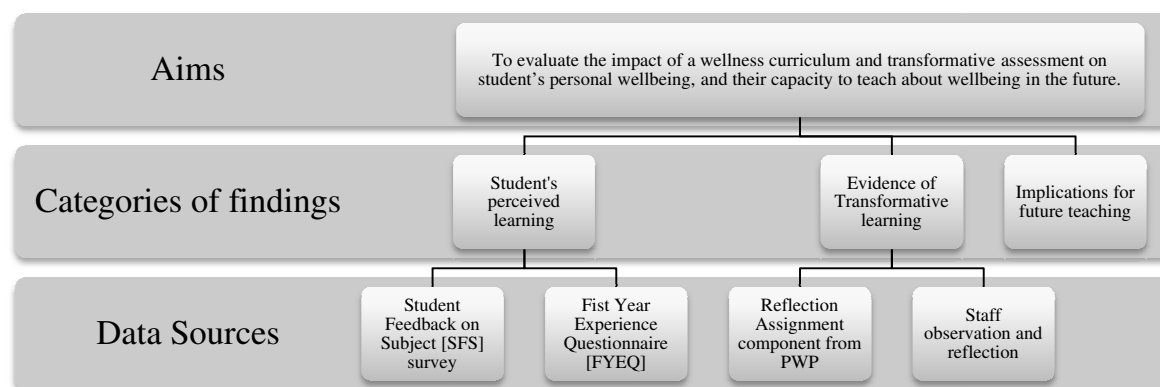 Aims
To evaluate the impact of a wellness curriculum and transformative assessment on
student's personal wellbeing, and their capacity to teach about wellbeing in the future.
Categories of findings
Student's
perceived
learning
Evidence of
Transformative
learning
Implications for
future teaching
Data Sources
Student
Feedback on
Subject [SFS]
survey
Fist Year
Experience
Questionnaire
[FYEQ]
Reflection
Assignment
component from
PWP
Staff
observation and
reflection